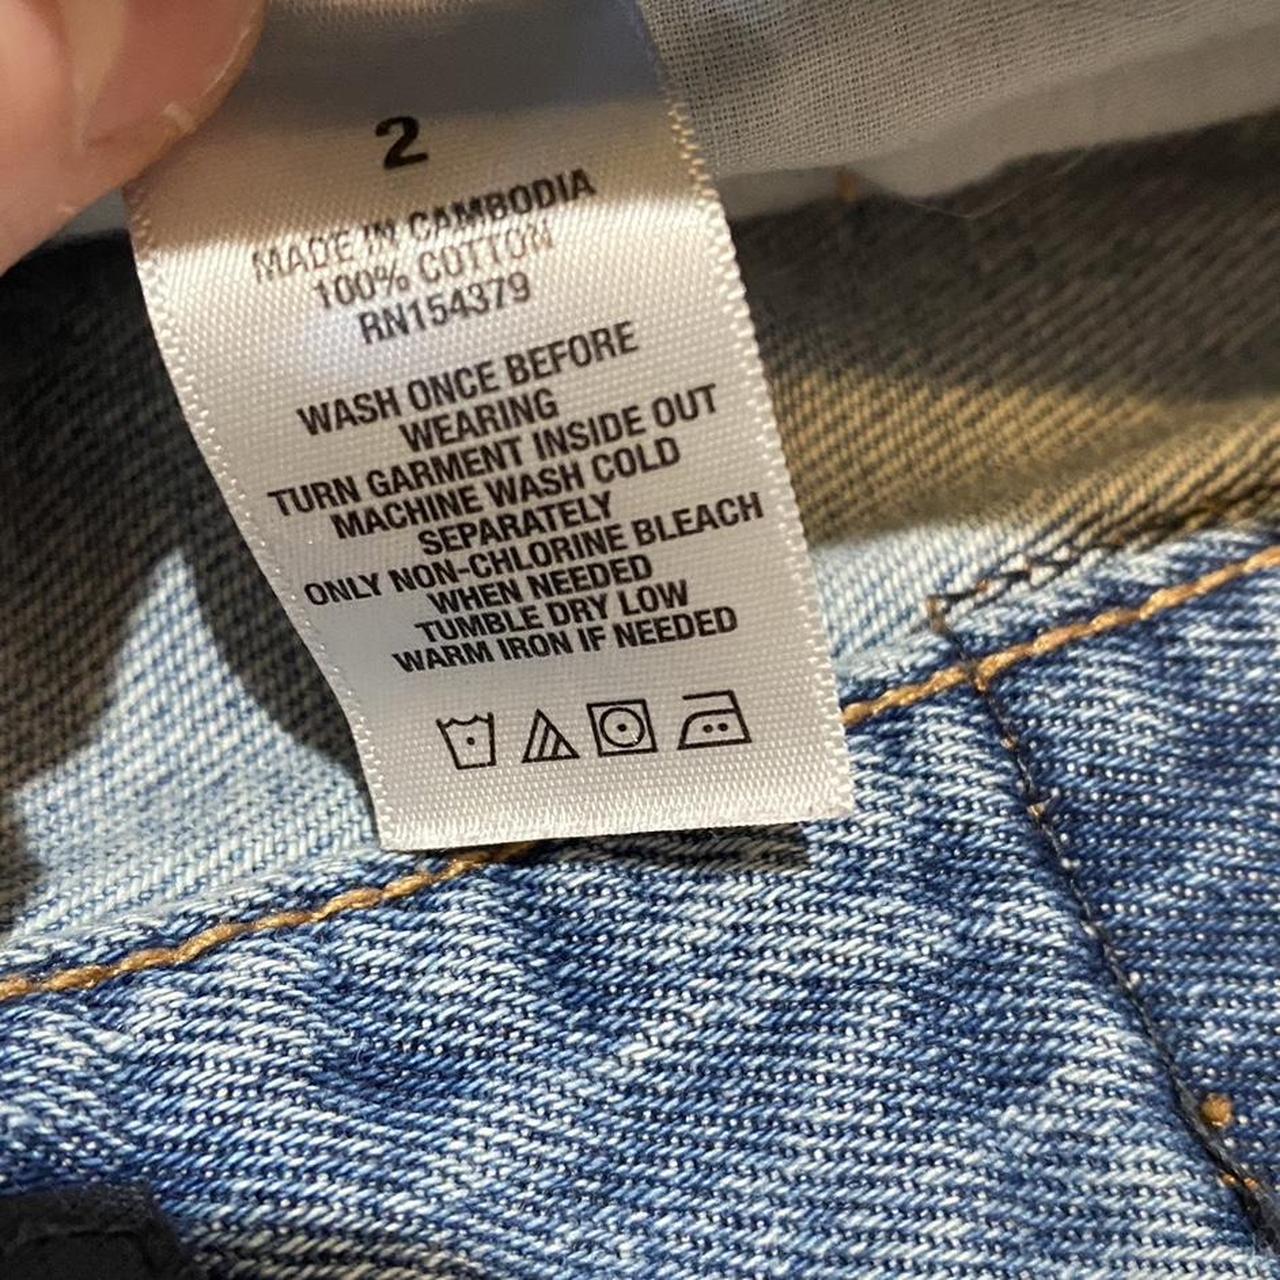 2
MADE IN CAMBODIA
100% COTTON
RN154379
WASH ONCE BEFORE
WEARING
TURN GARMENT INSIDE OUT
MACHINE WASH COLD
SEPARATELY
ONLY NON-CHLORINE BLEACH
WHEN NEEDED
TUMBLE DRY LOW
WARM IRON IF NEEDED